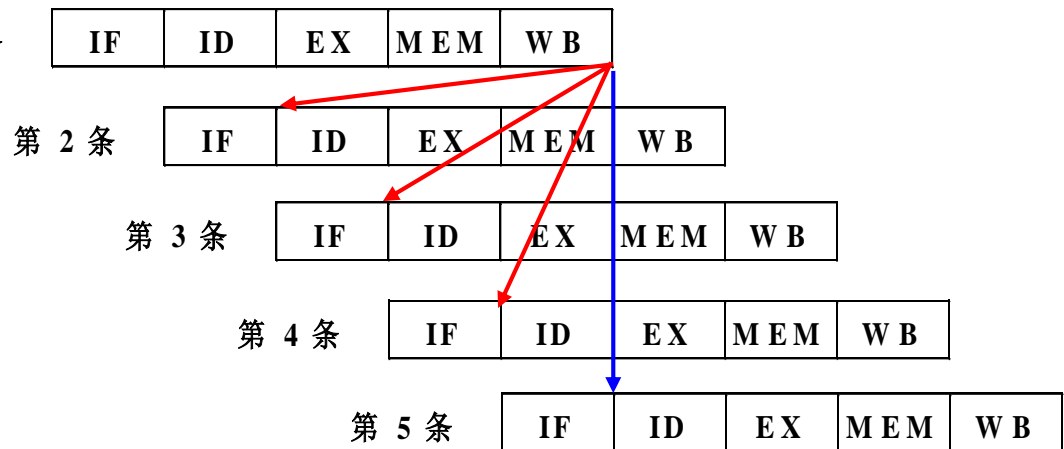 IF ID EX MEM WB
第 2 条 IF ID EX MEM WB
第 3 条 IF ID EX MEM WB
第 4 条 IF ID EX MEM WB
第 5 条 IF ID EX MEM WB